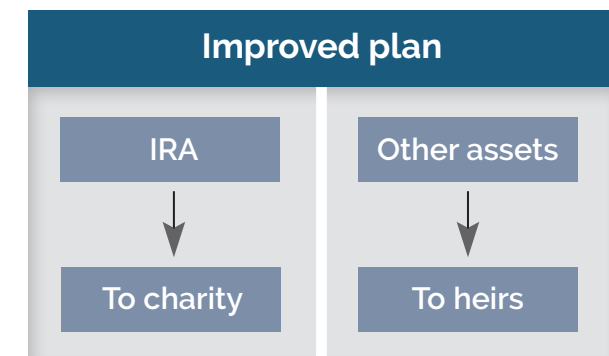 Improved plan
IRA
Other assets
To charity
To heirs